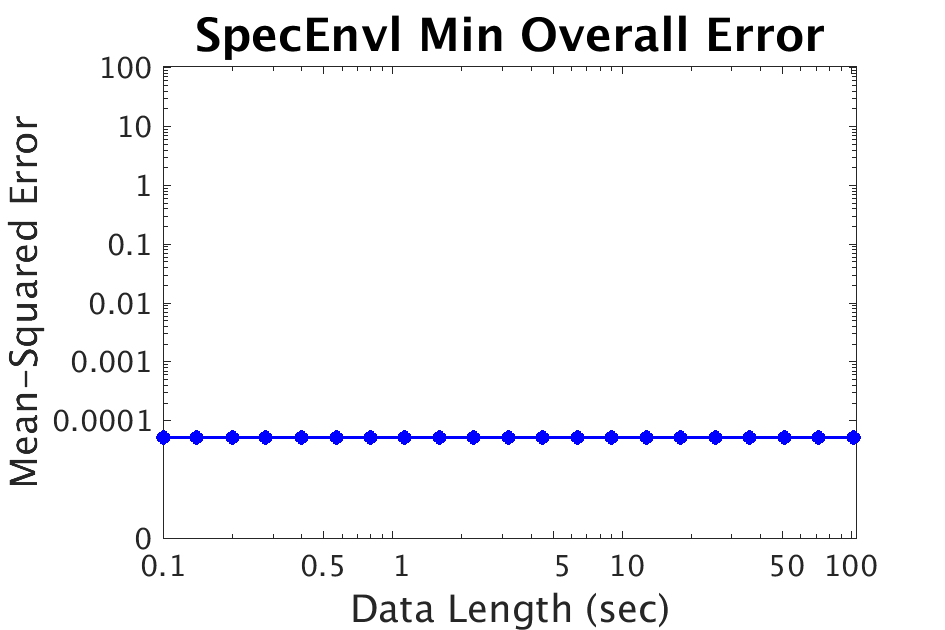 SpecEnvl Min Overall Error
Mean-Squared Error
100
10
1
0.1
0.01
0.001
0.0001
0
0.1 0.5 1 5 10 50 100
Data Length (sec)